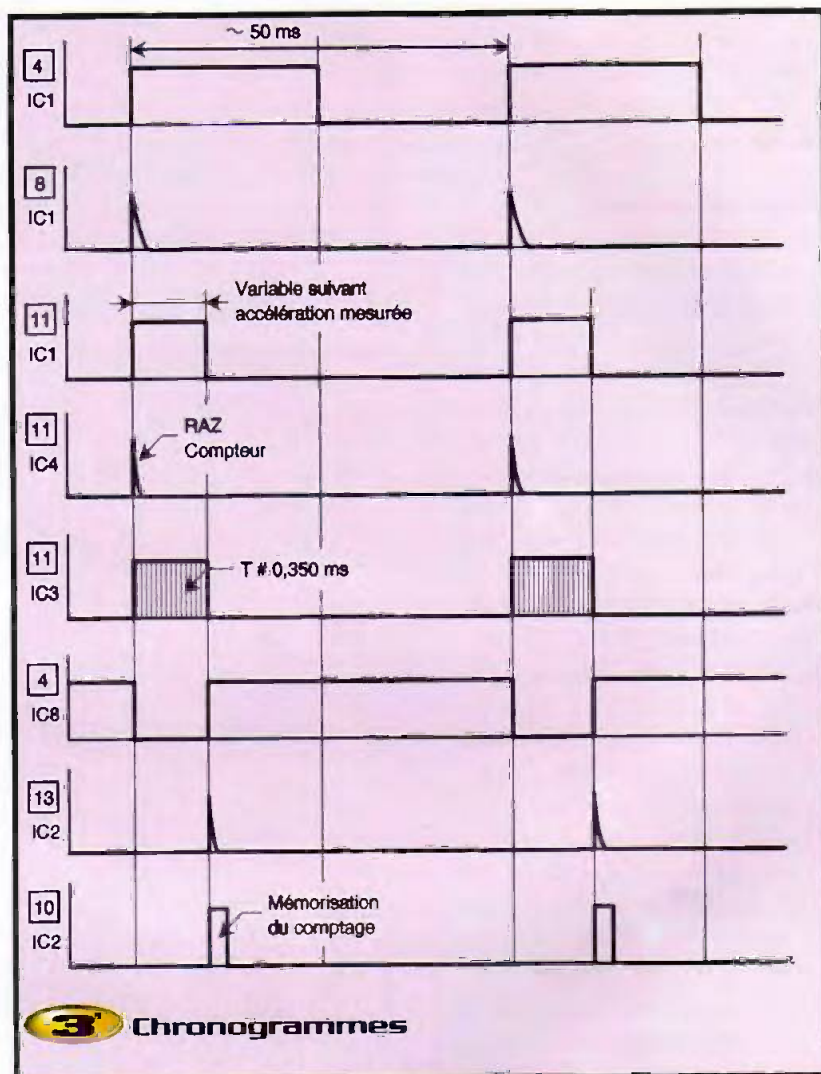 ~ 50 ms
4
IC1
8
IC1
Variable suivant
accélération mesurée
11
IC1
11
IC4
RAZ
Compteur
11
IC3
T # 0,350 ms
4
IC8
13
IC2
10
IC2
Mémorisation
du comptage
3 Chronogrammes